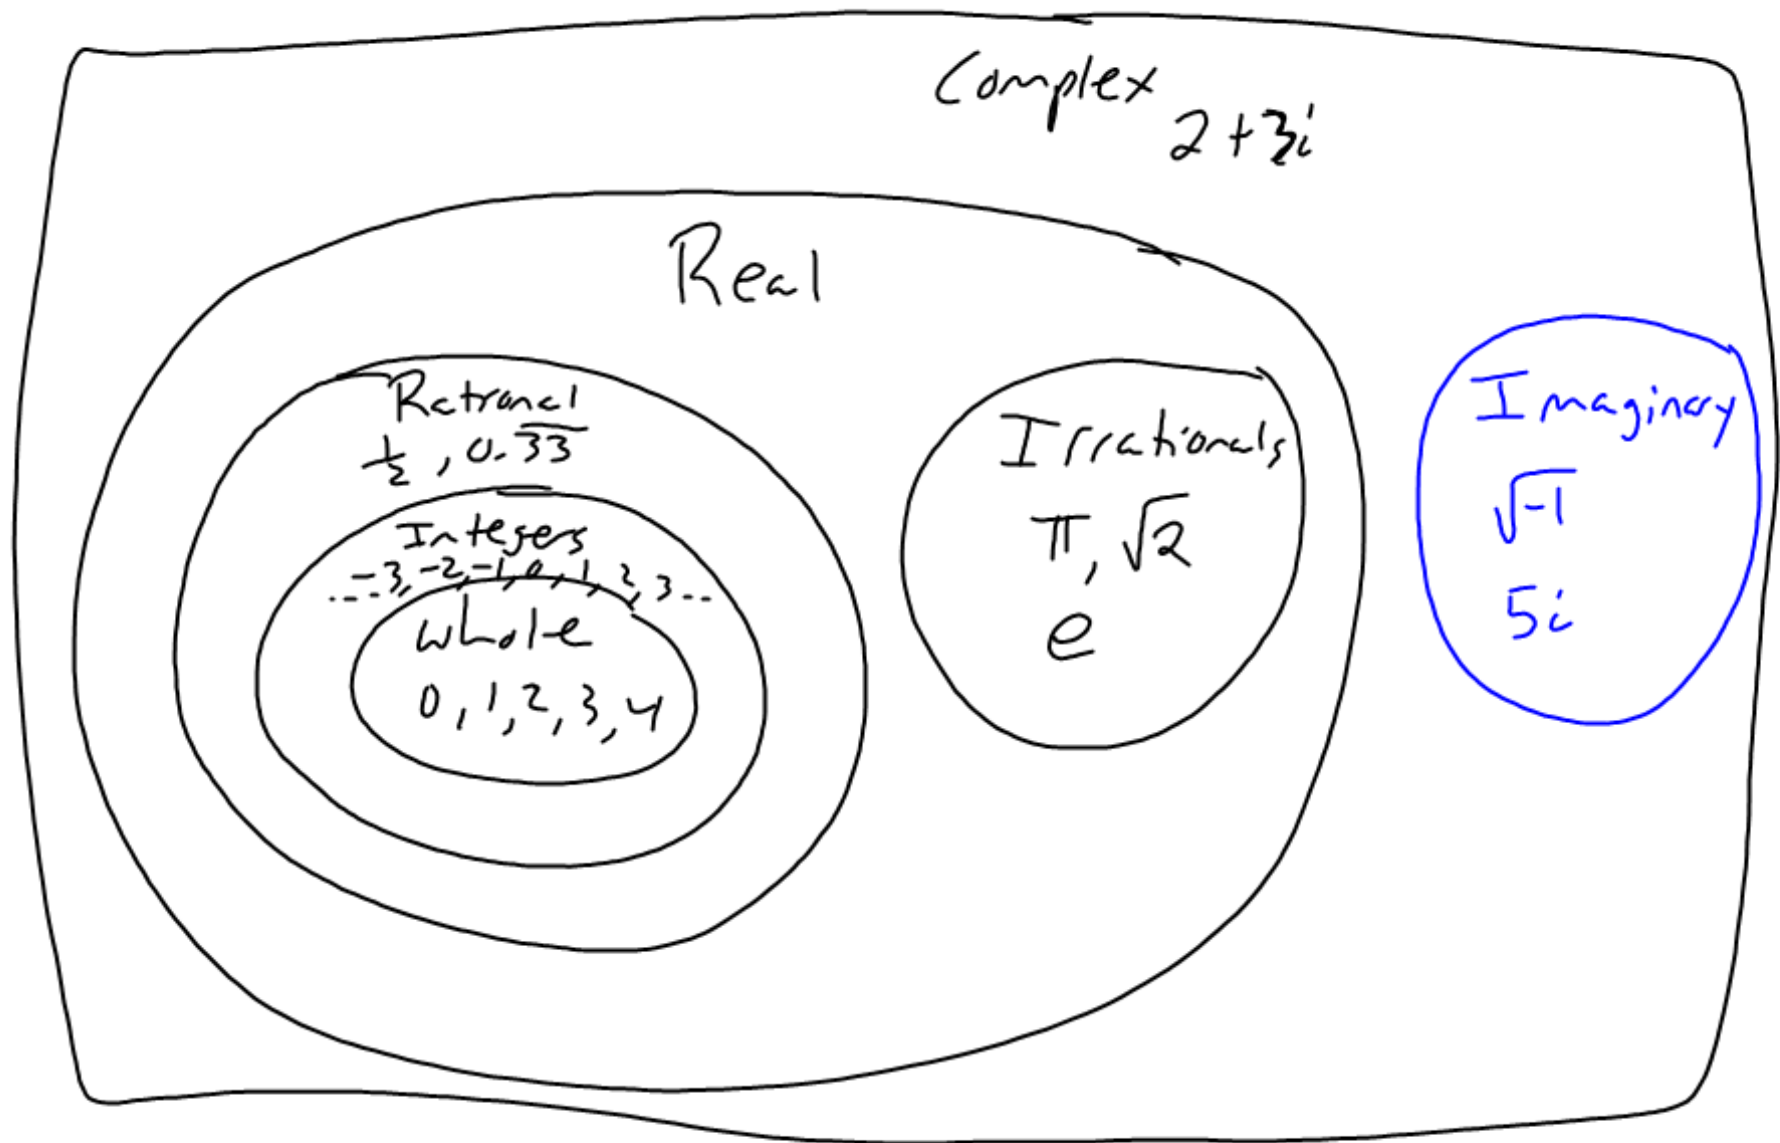 Complex
2+3i
Real
Rational
½, 0.3̅3̅
Integers
...-3,-2,-1,0,1,2,3...
whole
0,1,2,3,4
Irrationals
π, √2
e
Imaginary
√-1
5i